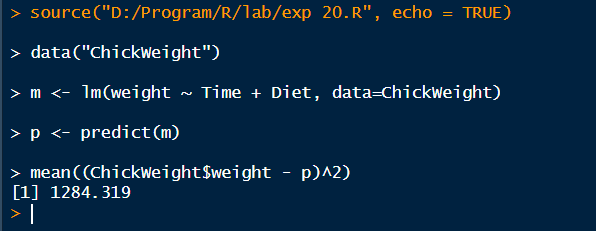 > source("D:/Program/R/lab/exp 20.R", echo = TRUE)
> data("ChickWeight")
> m <- lm(weight ~ Time + Diet, data=ChickWeight)
> p <- predict(m)
> mean((ChickWeight$weight - p)^2)
[1] 1284.319
>